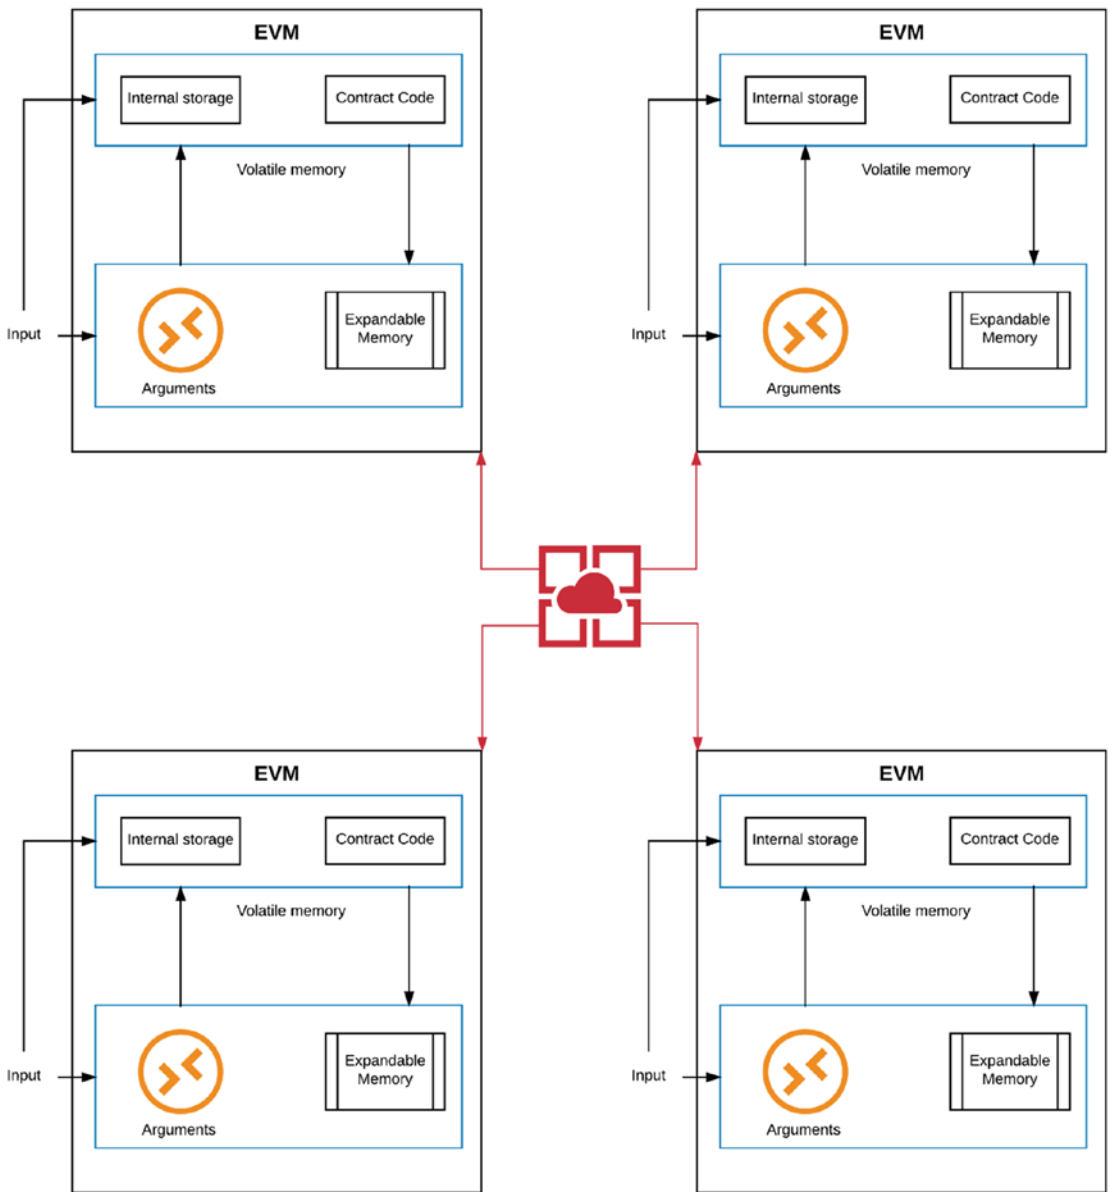 EVM
Internal storage
Contract Code
Volatile memory
Input
Expandable
Memory
Arguments
EVM
Internal storage
Contract Code
Volatile memory
Input
Expandable
Memory
Arguments
EVM
Internal storage
Contract Code
Volatile memory
Input
Expandable
Memory
Arguments
EVM
Internal storage
Contract Code
Volatile memory
Input
Expandable
Memory
Arguments